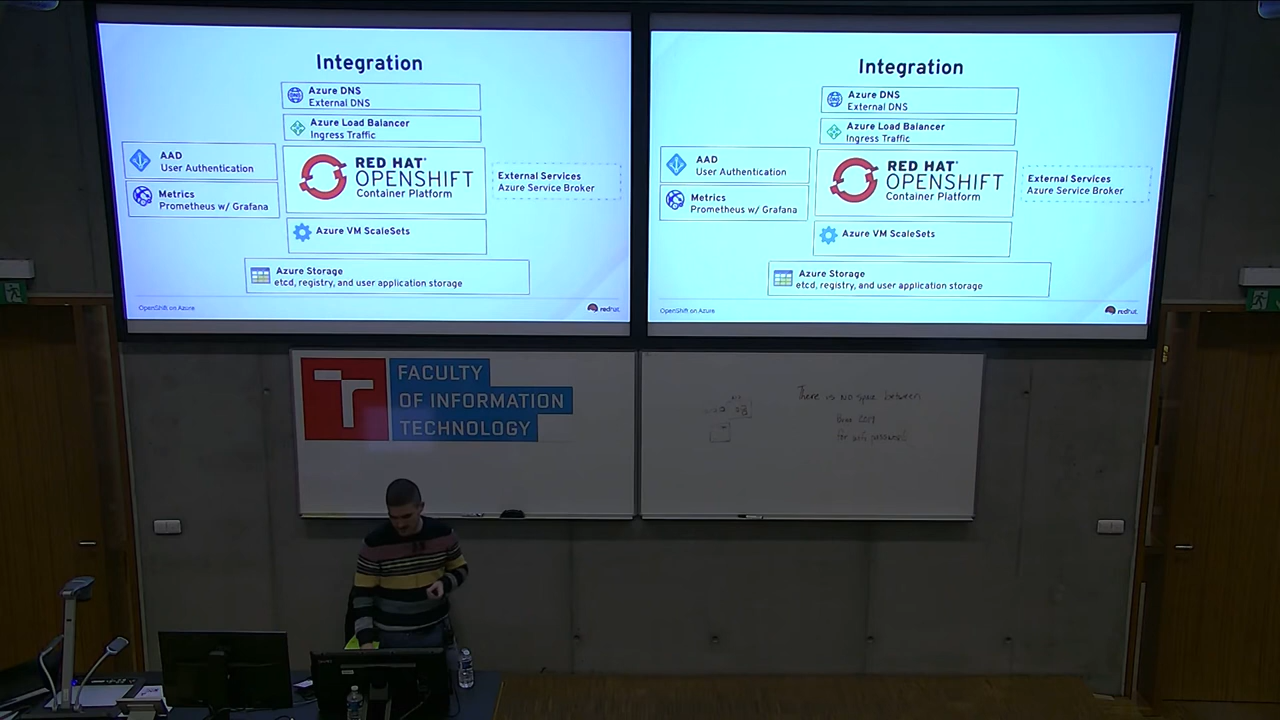 Integration
Azure DNS
External DNS
Azure Load Balancer
Ingress Traffic
AAD
User Authentication
Metrics
Prometheus w/ Grafana
RED HAT®
OPENSHIFT
Container Platform
External Services
Azure Service Broker
Azure VM ScaleSets
Azure Storage
etcd, registry, and user application storage
OpenShift on Azure
redhat.
Integration
Azure DNS
External DNS
Azure Load Balancer
Ingress Traffic
AAD
User Authentication
Metrics
Prometheus w/ Grafana
RED HAT®
OPENSHIFT
Container Platform
External Services
Azure Service Broker
Azure VM ScaleSets
Azure Storage
etcd, registry, and user application storage
OpenShift on Azure
redhat.
FACULTY
OF INFORMATION
TECHNOLOGY
There is no space between